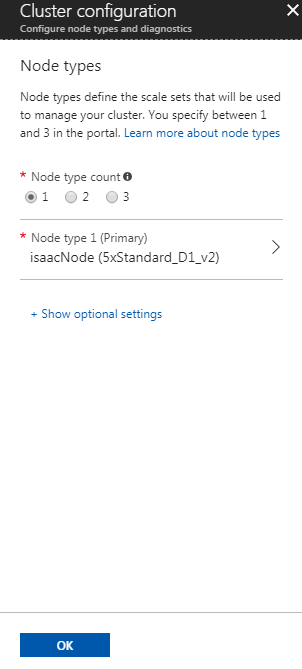 Cluster configuration
Configure node types and diagnostics
Node types
Node types define the scale sets that will be used
to manage your cluster. You specify between 1
and 3 in the portal. Learn more about node types
* Node type count
1 2 3
* Node type 1 (Primary)
isaacNode (5xStandard_D1_v2)
+ Show optional settings
OK